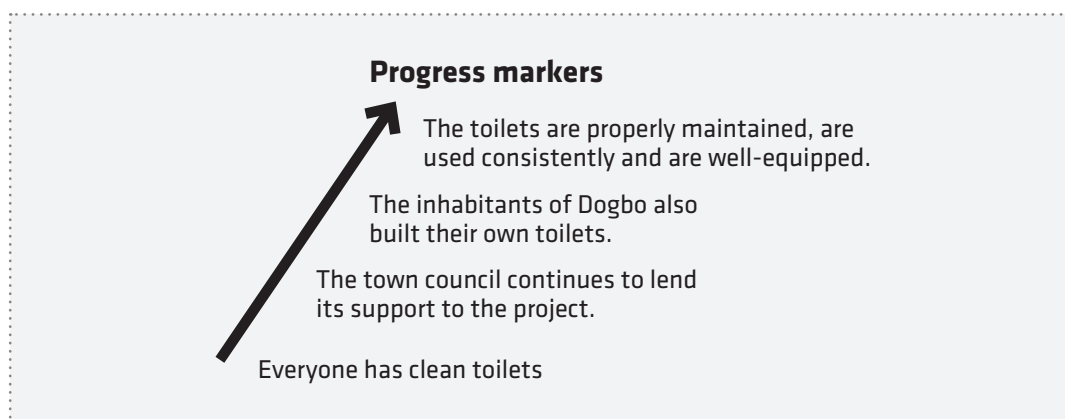 Progress markers
The toilets are properly maintained, are
used consistently and are well-equipped.
The inhabitants of Dogbo also
built their own toilets.
The town council continues to lend
its support to the project.
Everyone has clean toilets